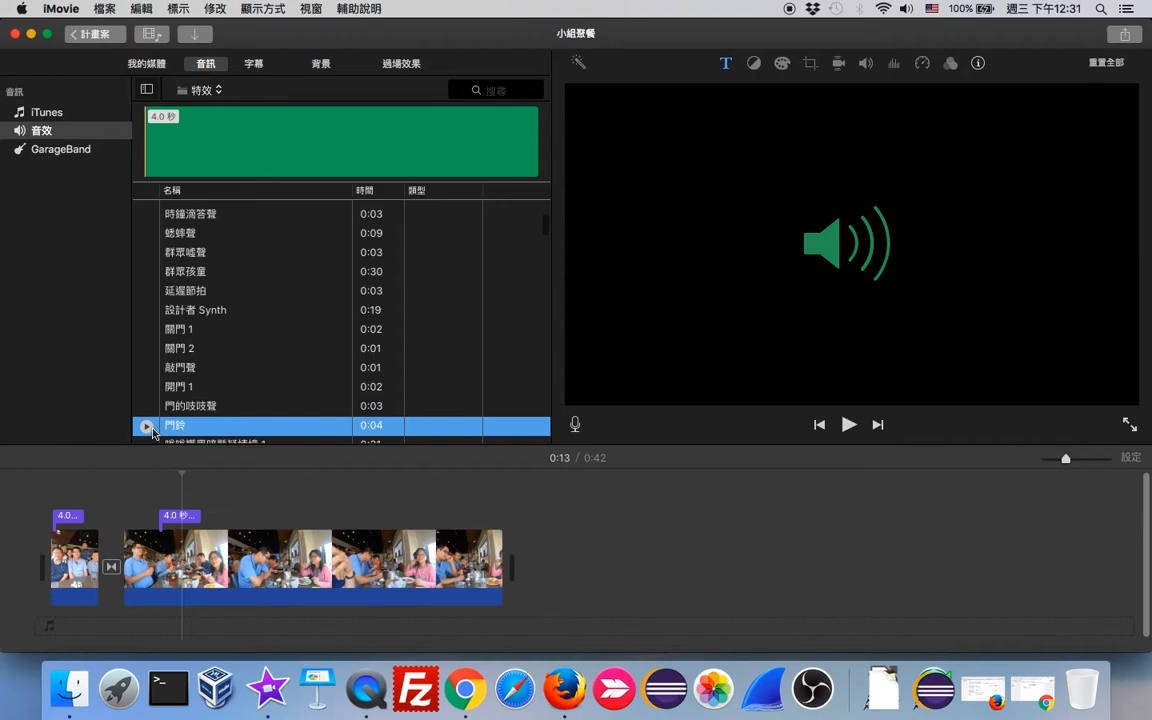 iMovie 檔案 編輯 標示 修改 顯示方式 視窗 輔助說明 100% 週三 下午12:31
計畫案 小組聚餐
我的媒體 音訊 字幕 背景 過場效果 T 重置全部
音訊 特效 搜尋
iTunes
音效
GarageBand
4.0 秒
名稱 時間 類型
時鐘滴答聲 0:03
蟋蟀聲 0:09
群眾噓聲 0:03
群眾孩童 0:30
延遲節拍 0:03
設計者 Synth 0:19
關門 1 0:02
關門 2 0:01
敲門聲 0:01
開門 1 0:02
門的吱吱聲 0:03
門鈴 0:04
0:13 / 0:42 設定
4.0… 4.0 秒…
>_ Fz